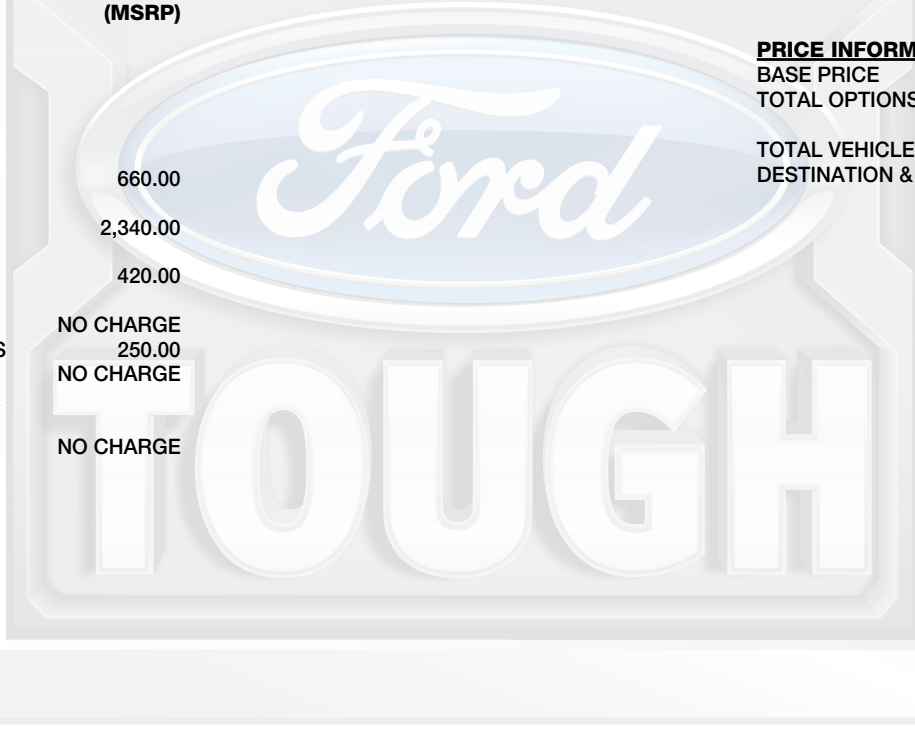 (MSRP)
660.00
2,340.00
420.00
NO CHARGE
S 250.00
NO CHARGE
NO CHARGE
PRICE INFORM
BASE PRICE
TOTAL OPTIONS
TOTAL VEHICLE
DESTINATION &
Ford
TOUGH